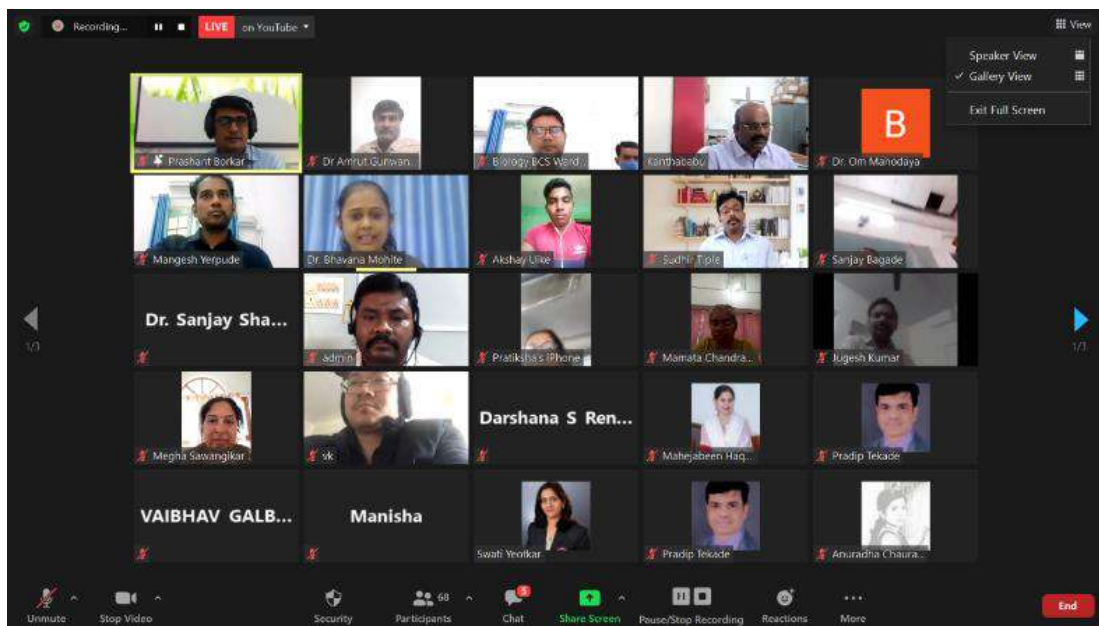 Recording...
LIVE on YouTube
View
Speaker View
Gallery View
Exit Full Screen
Prashant Borkar
Dr Amrut Gunwan...
Biology BCS Ward...
Kanthababu
B
Dr. Om Mahodaya
Mangesh Yerpude
Dr. Bhavana Mohite
Akshay Uike
Sudhir Tiple
Sanjay Bagade
Dr. Sanjay Sha...
admin
Pratiksha's iPhone
Mamata Chandra...
Jugesh Kumar
1/3
1/3
Megha Sawangikar
vk
Darshana S Ren...
Mahejabeen Haq...
Pradip Tekade
VAIBHAV GALB...
Manisha
Swati Yeotkar
Pradip Tekade
Anuradha Chaura...
Unmute
Stop Video
Security
68
Participants
5
Chat
Share Screen
Pause/Stop Recording
Reactions
More
End